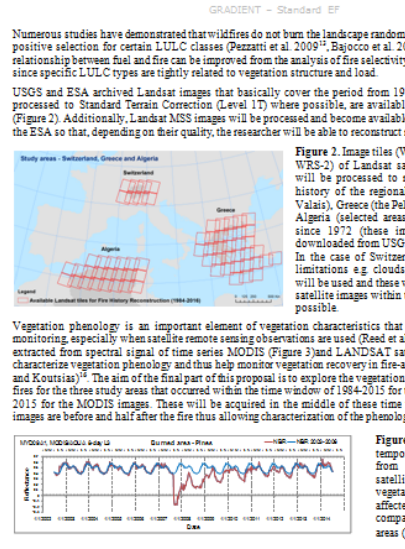 GRADIENT – Standard EF
Numerous studies have demonstrated that wildfires do not burn the landscape random
positive selection for certain LULC classes (Pezzatti et al. 2009, Bajocco et al. 20
relationship between fuel and fire can be improved from the analysis of fire selectivity
since specific LULC types are tightly related to vegetation structure and load.
USGS and ESA archived Landsat images that basically cover the period from 19
processed to Standard Terrain Correction (Level 1T) where possible, are available
(Figure 2). Additionally, Landsat MSS images will be processed and become available
the ESA so that, depending on their quality, the researcher will be able to reconstruct
Study areas - Switzerland, Greece and Algeria
Switzerland
Greece
Algeria
Legend
Available Landsat tiles for Fire History Reconstruction (1984-2015)
Figure 2. Image tiles (W
WRS-2) of Landsat sa
will be processed to r
history of the regional
Valais), Greece (the Pel
Algeria (selected areas
since 1972 (these im
downloaded from USG
In the case of Switzer
limitations e.g. clouds
will be used and these v
satellite images within
possible.
Vegetation phenology is an important element of vegetation characteristics that
monitoring, especially when satellite remote sensing observations are used (Reed et al
extracted from spectral signal of time series MODIS (Figure 3)and LANDSAT sa
characterize vegetation phenology and thus help monitor vegetation recovery in fire-a
and Koutsias). The aim of the final part of this proposal is to explore the vegetation
fires for the three study areas that occurred within the time window of 1984-2015 for
2015 for the MODIS images. These will be acquired in the middle of these time
images are before and half after the fire thus allowing characterization of the phenolog
Burned area - Pinea
NBR
NBR 2003-2006
Reflectance
Date
Figure
tempo
from
satelli
vegeta
affecte
compa
areas (